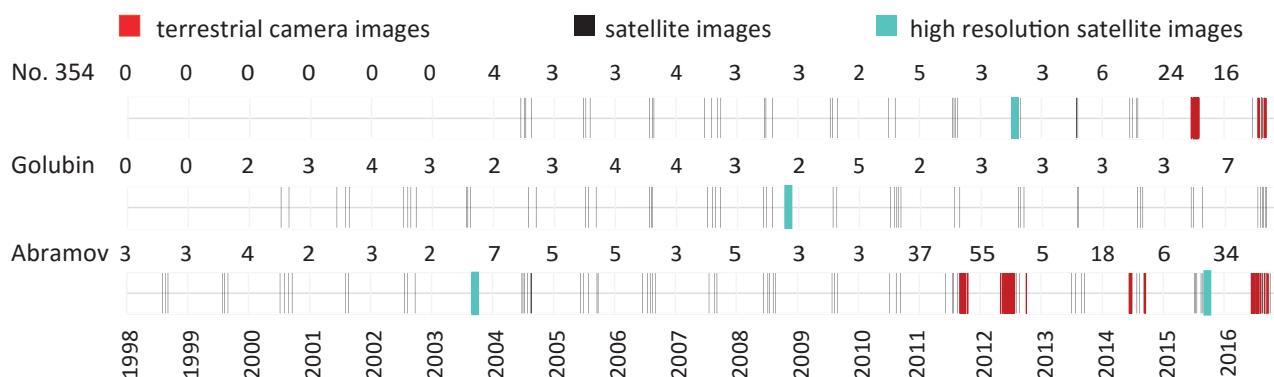 terrestrial camera images satellite images high resolution satellite images
No. 354 0 0 0 0 0 0 4 3 3 4 3 3 2 5 3 3 6 24 16
Golubin 0 0 2 3 4 3 2 3 4 4 3 2 5 2 3 3 3 3 7
Abramov 3 3 4 2 3 2 7 5 5 3 5 3 3 37 55 5 18 6 34
1998 1999 2000 2001 2002 2003 2004 2005 2006 2007 2008 2009 2010 2011 2012 2013 2014 2015 2016